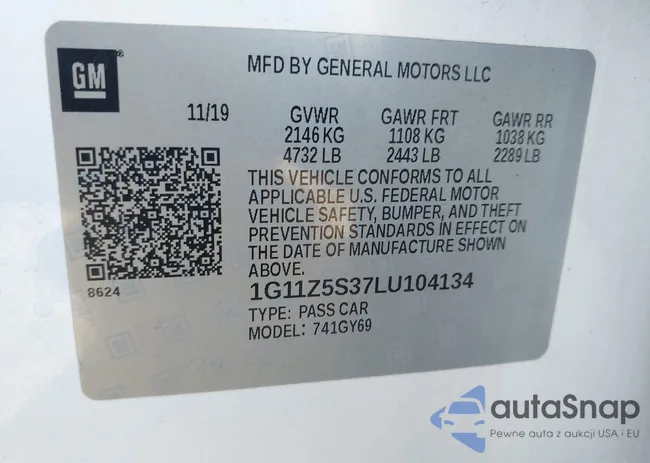 GM
MFD BY GENERAL MOTORS LLC
11/19 GVWR GAWR FRT GAWR RR
2146 KG 1108 KG 1038 KG
4732 LB 2443 LB 2289 LB
THIS VEHICLE CONFORMS TO ALL
APPLICABLE U.S. FEDERAL MOTOR
VEHICLE SAFETY, BUMPER, AND THEFT
PREVENTION STANDARDS IN EFFECT ON
THE DATE OF MANUFACTURE SHOWN
ABOVE.
8624
1G11Z5S37LU104134
TYPE: PASS CAR
MODEL: 741GY69
autaSnap
Pewne auta z aukcji USA i EU